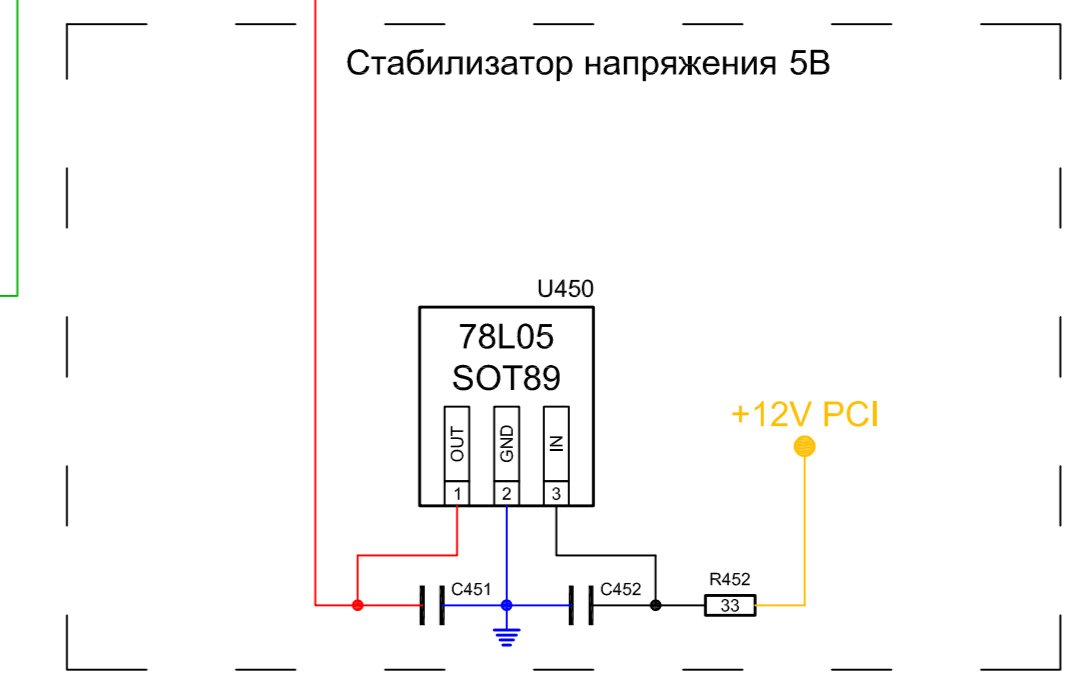 Стабилизатор напряжения 5В
U450
78L05
SOT89
OUT
GND
IN
1
2
3
+12V PCI
C451
C452
R452
33